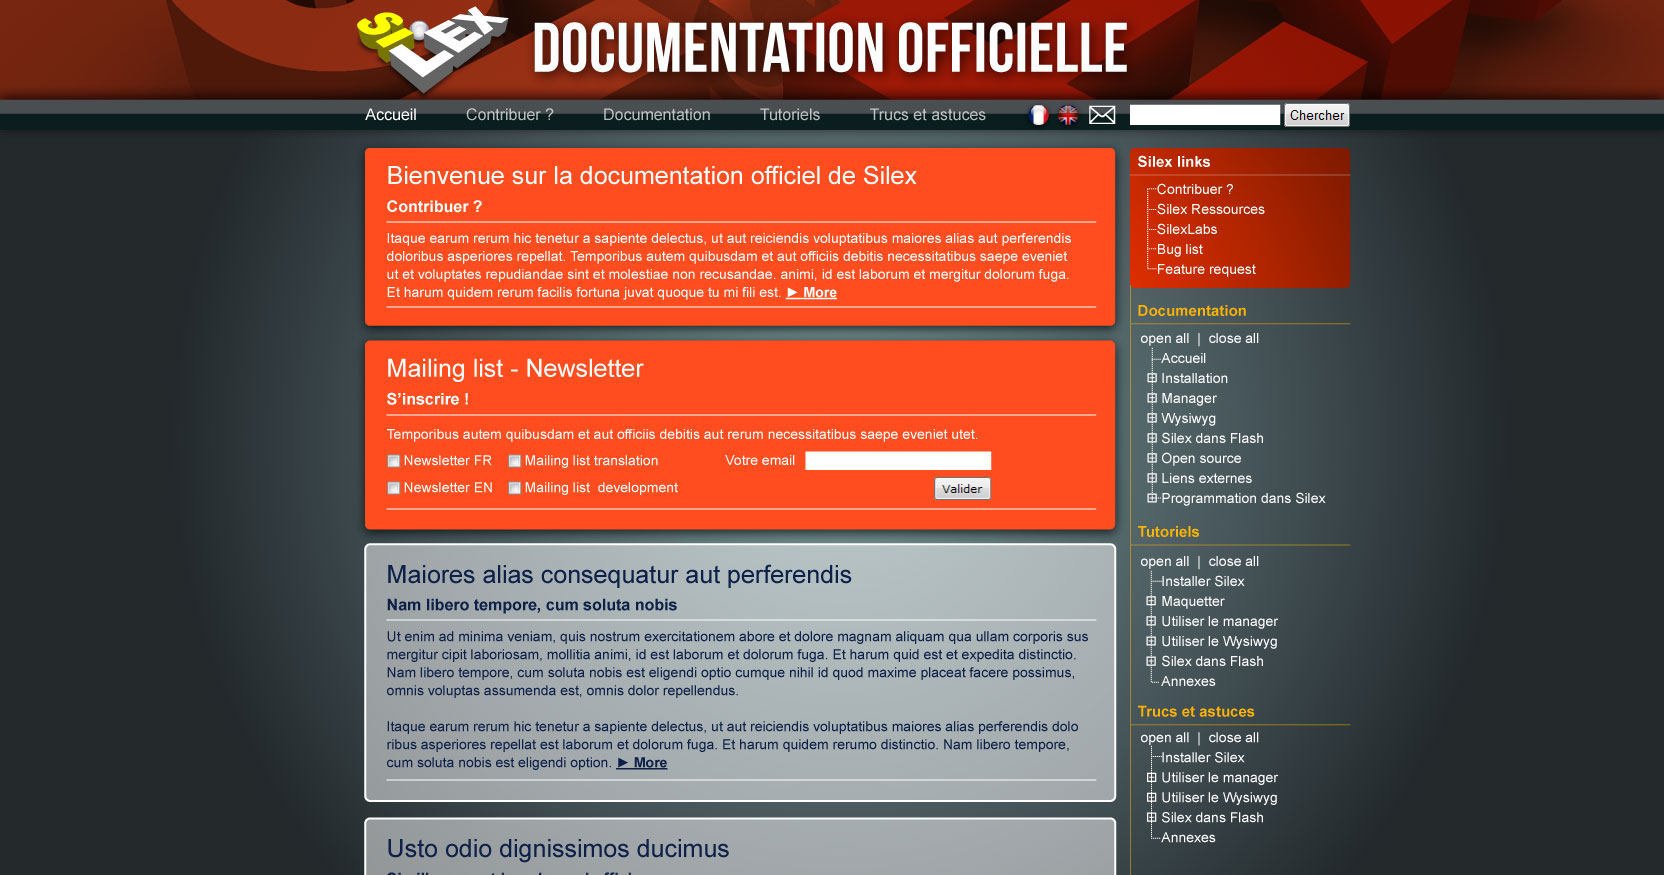 SILEX
DOCUMENTATION OFFICIELLE
Accueil Contribuer ? Documentation Tutoriels Trucs et astuces Chercher
Bienvenue sur la documentation officiel de Silex
Contribuer ?
Itaque earum rerum hic tenetur a sapiente delectus, ut aut reiciendis voluptatibus maiores alias aut perferendis
doloribus asperiores repellat. Temporibus autem quibusdam et aut officiis debitis necessitatibus saepe eveniet
ut et voluptates repudiandae sint et molestiae non recusandae. animi, id est laborum et mergitur dolorum fuga.
Et harum quidem rerum facilis fortuna juvat quoque tu mi fili est. ► More
Mailing list - Newsletter
S'inscrire !
Temporibus autem quibusdam et aut officiis debitis aut rerum necessitatibus saepe eveniet utet.
Newsletter FR Mailing list translation Votre email
Newsletter EN Mailing list development Valider
Maiores alias consequatur aut perferendis
Nam libero tempore, cum soluta nobis
Ut enim ad minima veniam, quis nostrum exercitationem abore et dolore magnam aliquam qua ullam corporis sus
mergitur cipit laboriosam, mollitia animi, id est laborum et dolorum fuga. Et harum quid est et expedita distinctio.
Nam libero tempore, cum soluta nobis est eligendi optio cumque nihil id quod maxime placeat facere possimus,
omnis voluptas assumenda est, omnis dolor repellendus.
Itaque earum rerum hic tenetur a sapiente delectus, ut aut reiciendis voluptatibus maiores alias perferendis dolo
ribus asperiores repellat est laborum et dolorum fuga. Et harum quidem rerumo distinctio. Nam libero tempore,
cum soluta nobis est eligendi option. ► More
Usto odio dignissimos ducimus
Silex links
Contribuer ?
Silex Ressources
SilexLabs
Bug list
Feature request
Documentation
open all | close all
Accueil
Installation
Manager
Wysiwyg
Silex dans Flash
Open source
Liens externes
Programmation dans Silex
Tutoriels
open all | close all
Installer Silex
Maquetter
Utiliser le manager
Utiliser le Wysiwyg
Silex dans Flash
Annexes
Trucs et astuces
open all | close all
Installer Silex
Utiliser le manager
Utiliser le Wysiwyg
Silex dans Flash
Annexes